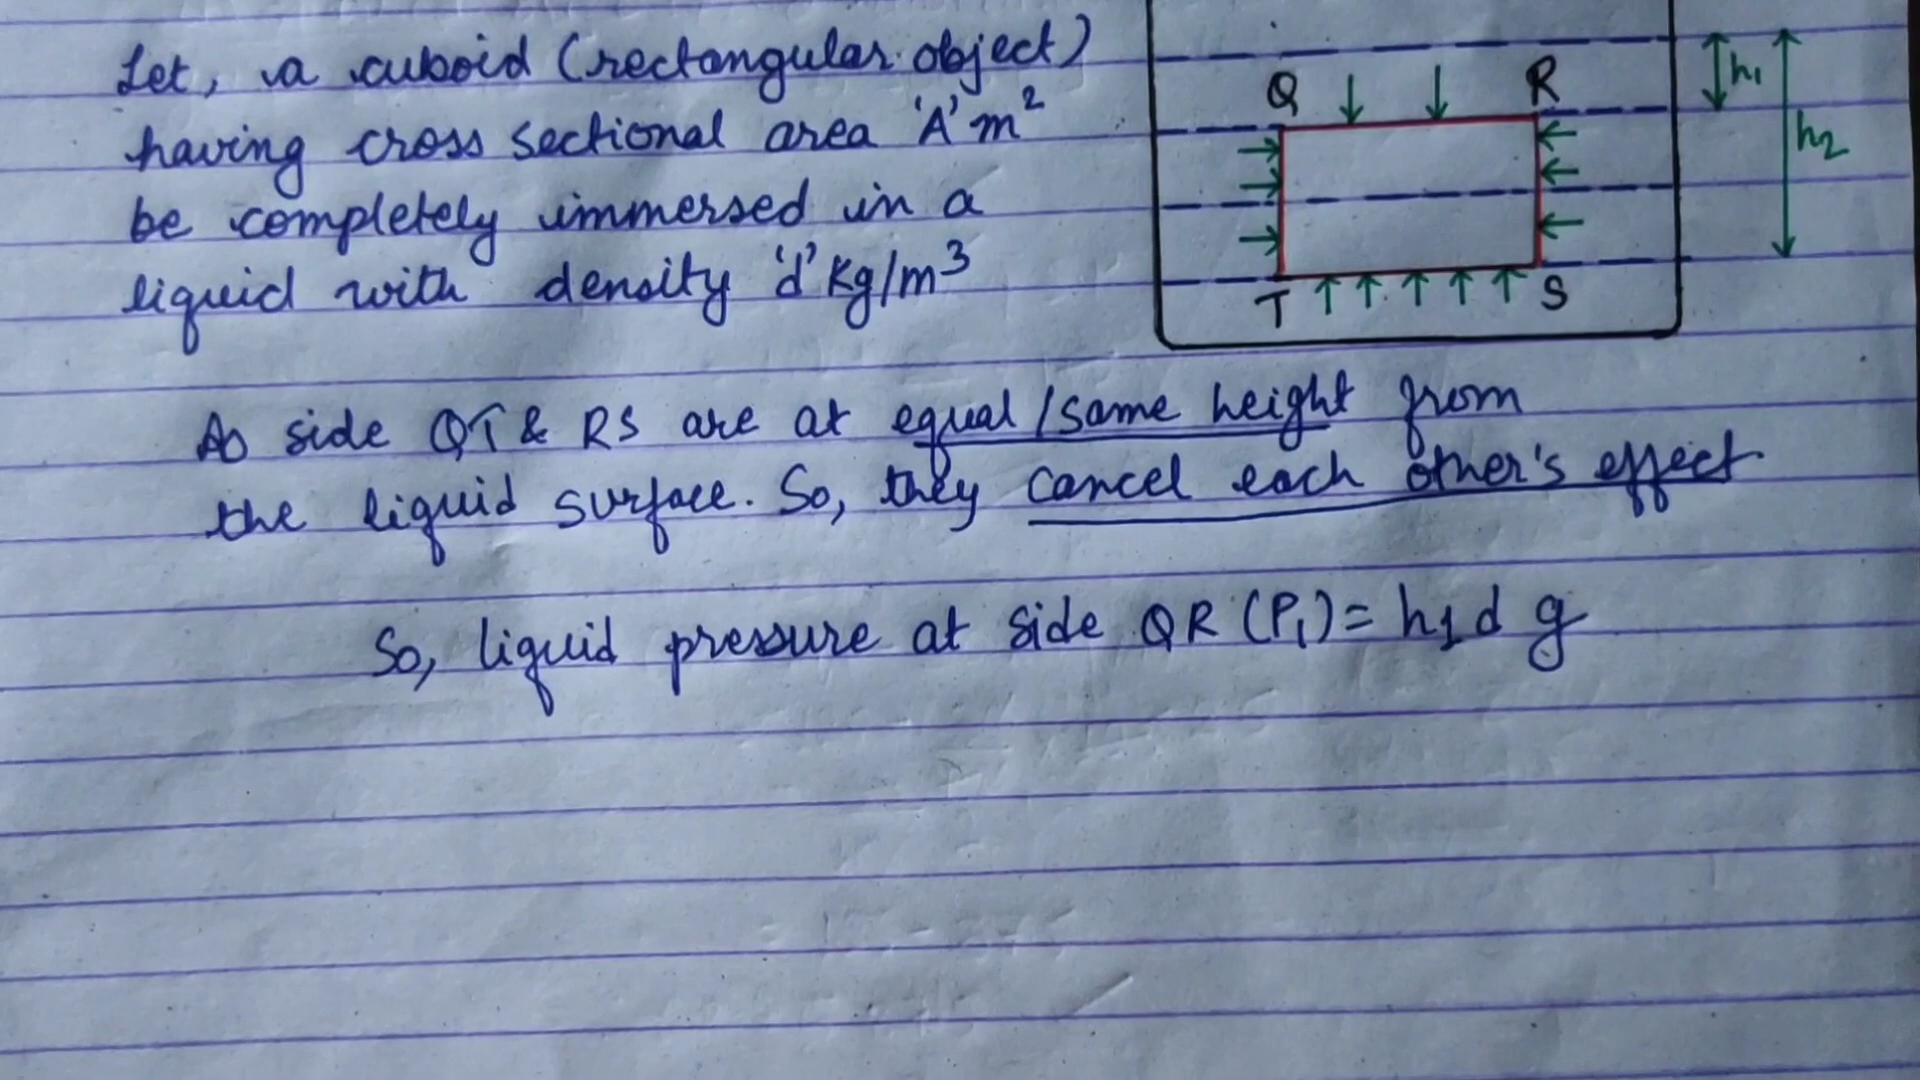 Let, a cuboid (rectangular object)
having cross sectional area 'A' m²
be completely immersed in a
liquid with density 'd' Kg/m³
Q
R
h₁
h₂
T
S
As side QT & RS are at equal/same height from
the liquid surface. So, they cancel each other's effect
So, liquid pressure at side QR (P₁) = h₁ d g